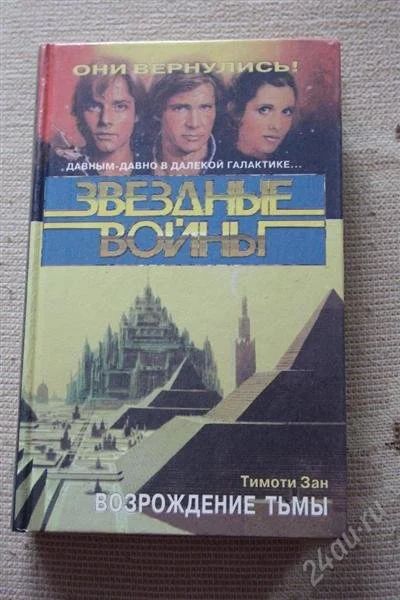 ОНИ ВЕРНУЛИСЬ!
ДАВНЫМ-ДАВНО В ДАЛЕКОЙ ГАЛАКТИКЕ...
ЗВЕЗДНЫЕ
ВОЙНЫ
Тимоти Зан
ВОЗРОЖДЕНИЕ ТЬМЫ
24au.ru